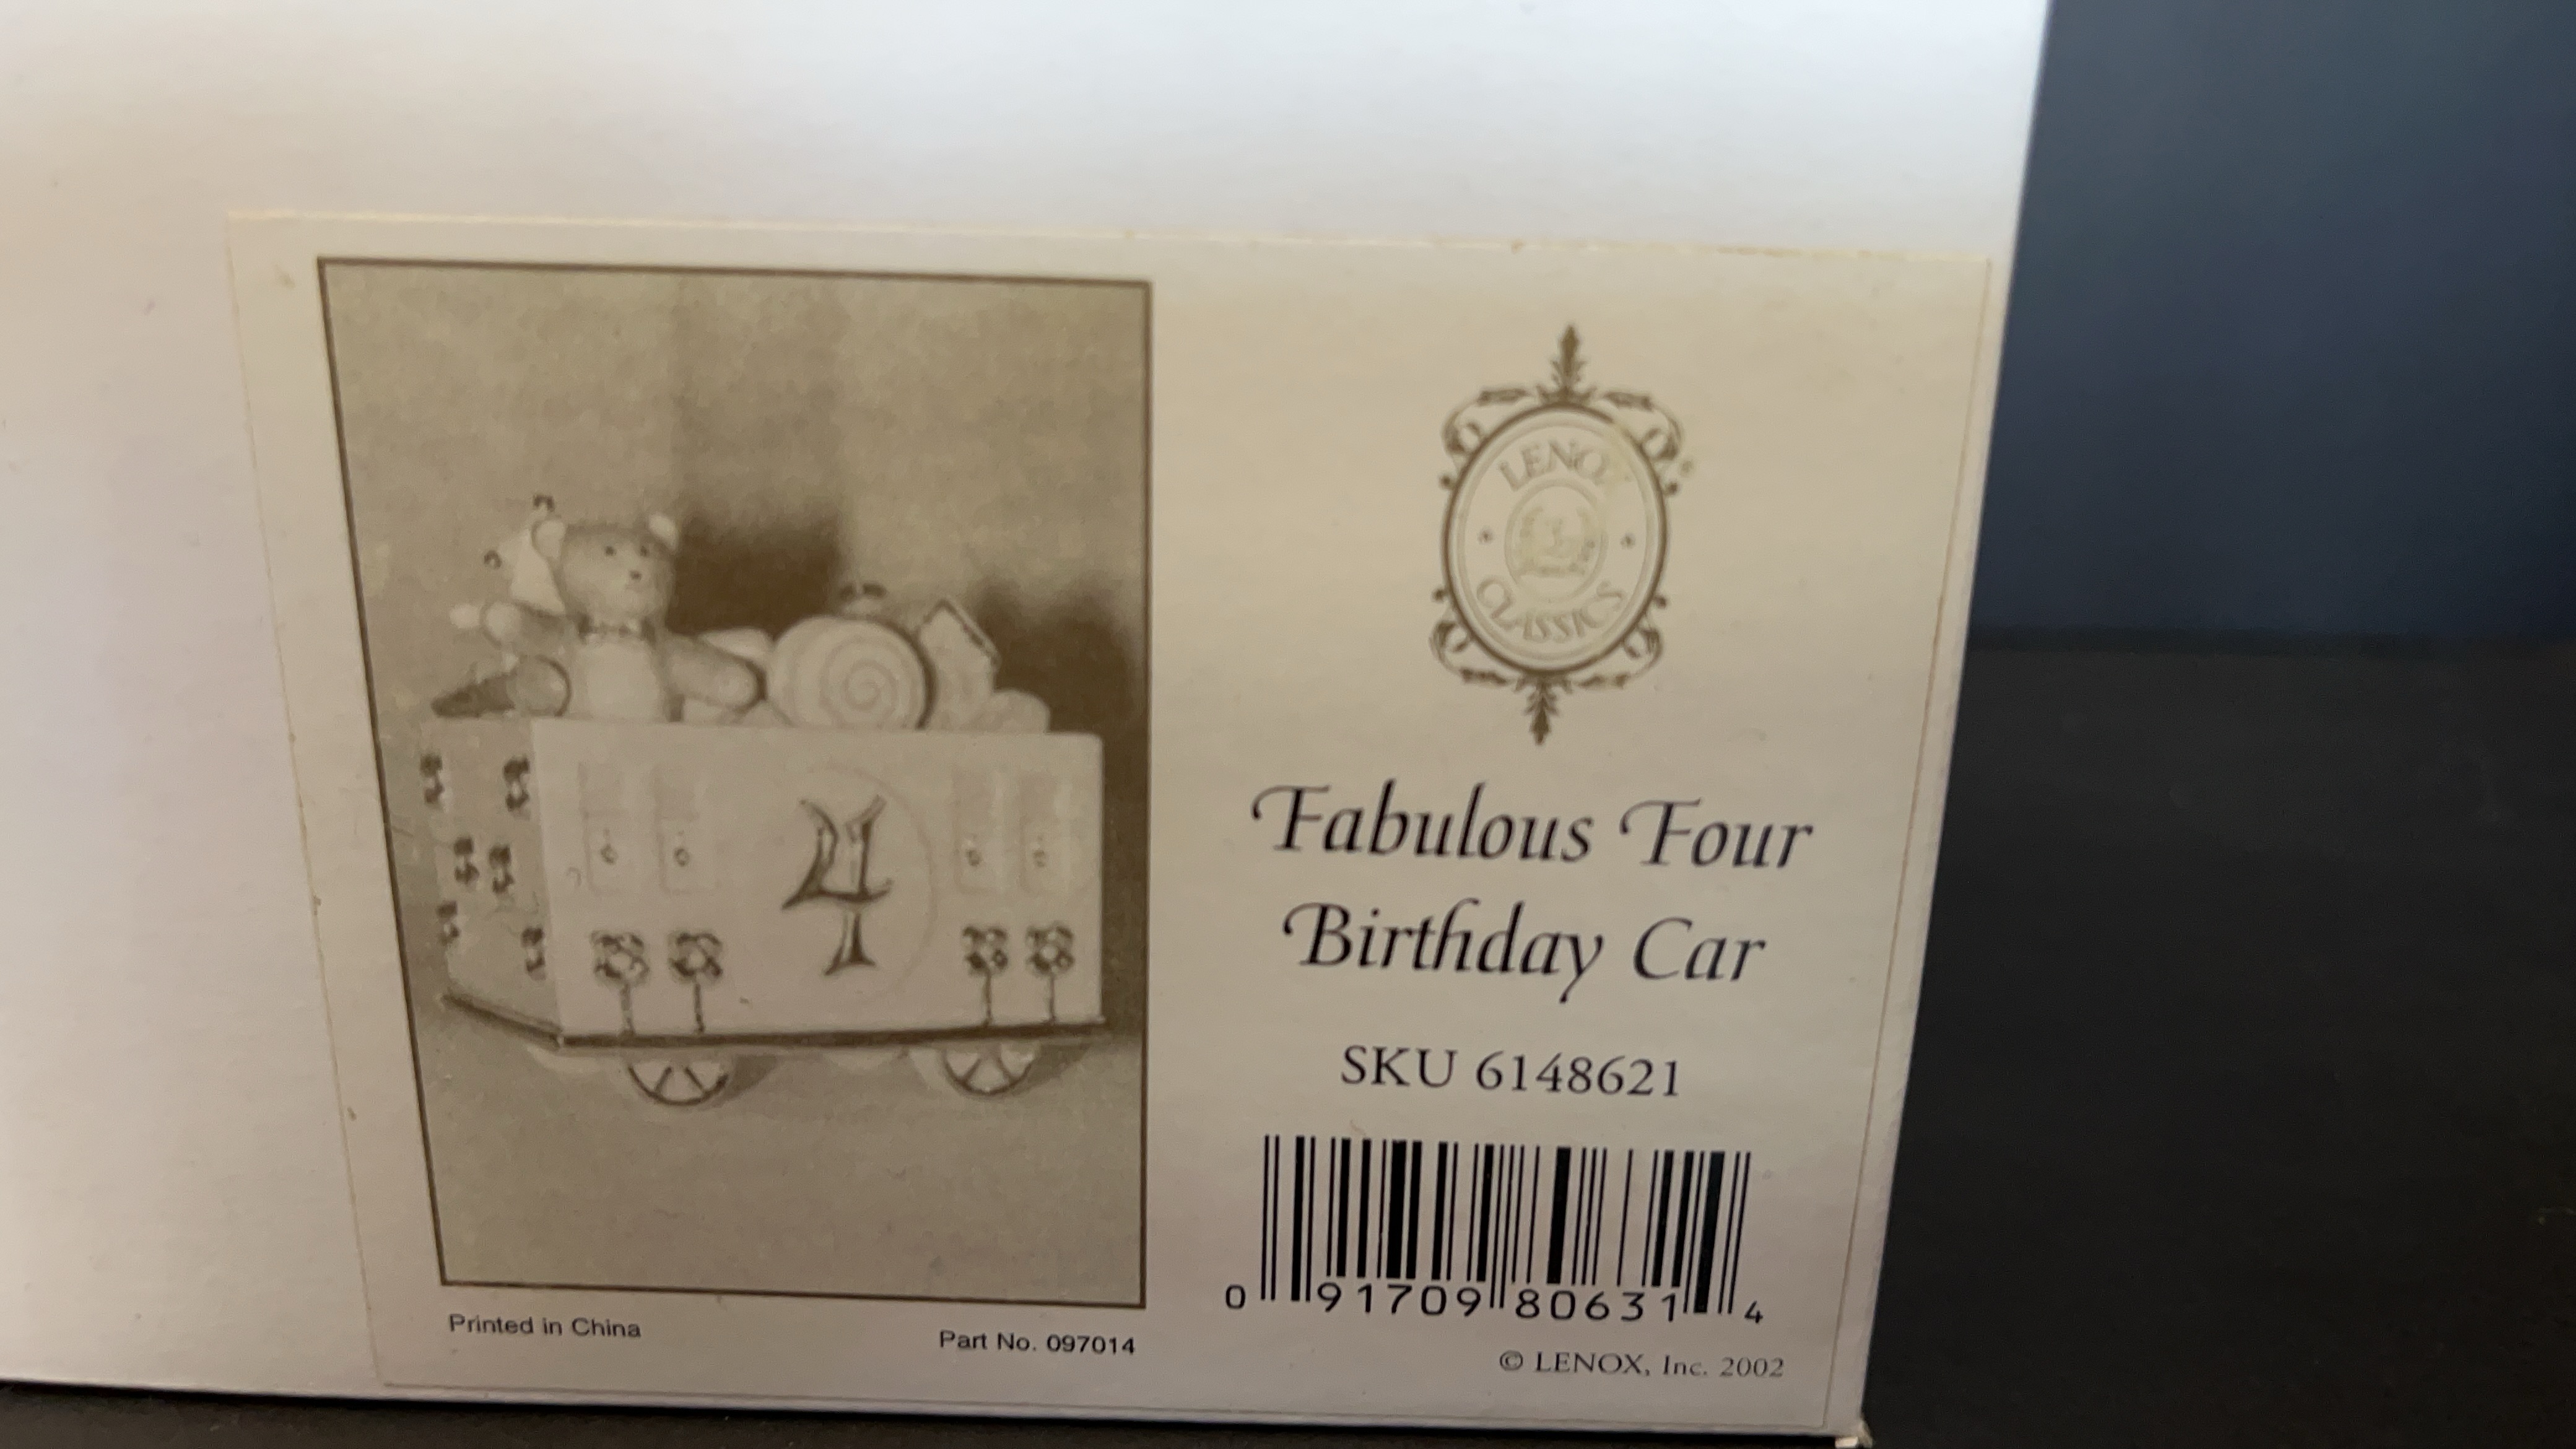 LENOX
CLASSICS
4
Fabulous Four
Birthday Car
SKU 6148621
0 91709 80631 4
Printed in China
Part No. 097014
© LENOX, Inc. 2002